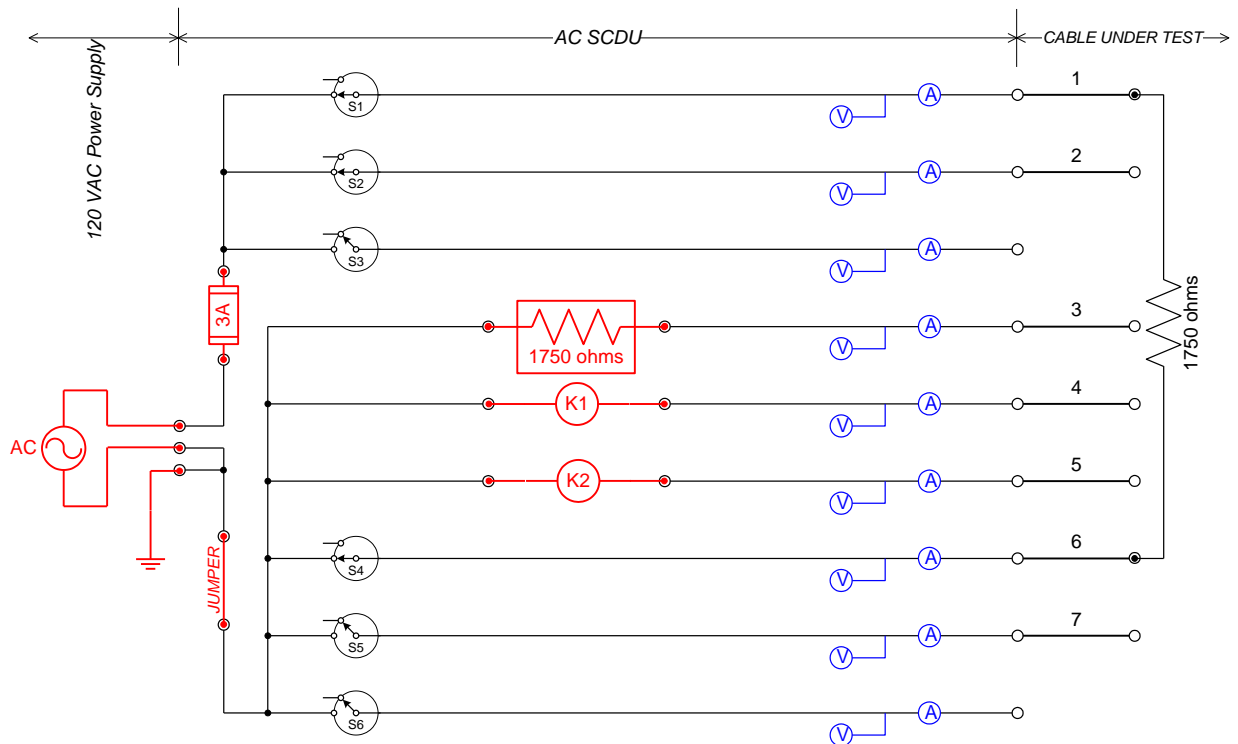 AC SCDU
CABLE UNDER TEST
120 VAC Power Supply
S1
V
A
1
S2
V
A
2
S3
V
A
3A
1750 ohms
V
A
3
1750 ohms
AC
K1
V
A
4
K2
V
A
5
JUMPER
S4
V
A
6
S5
V
A
7
S6
V
A